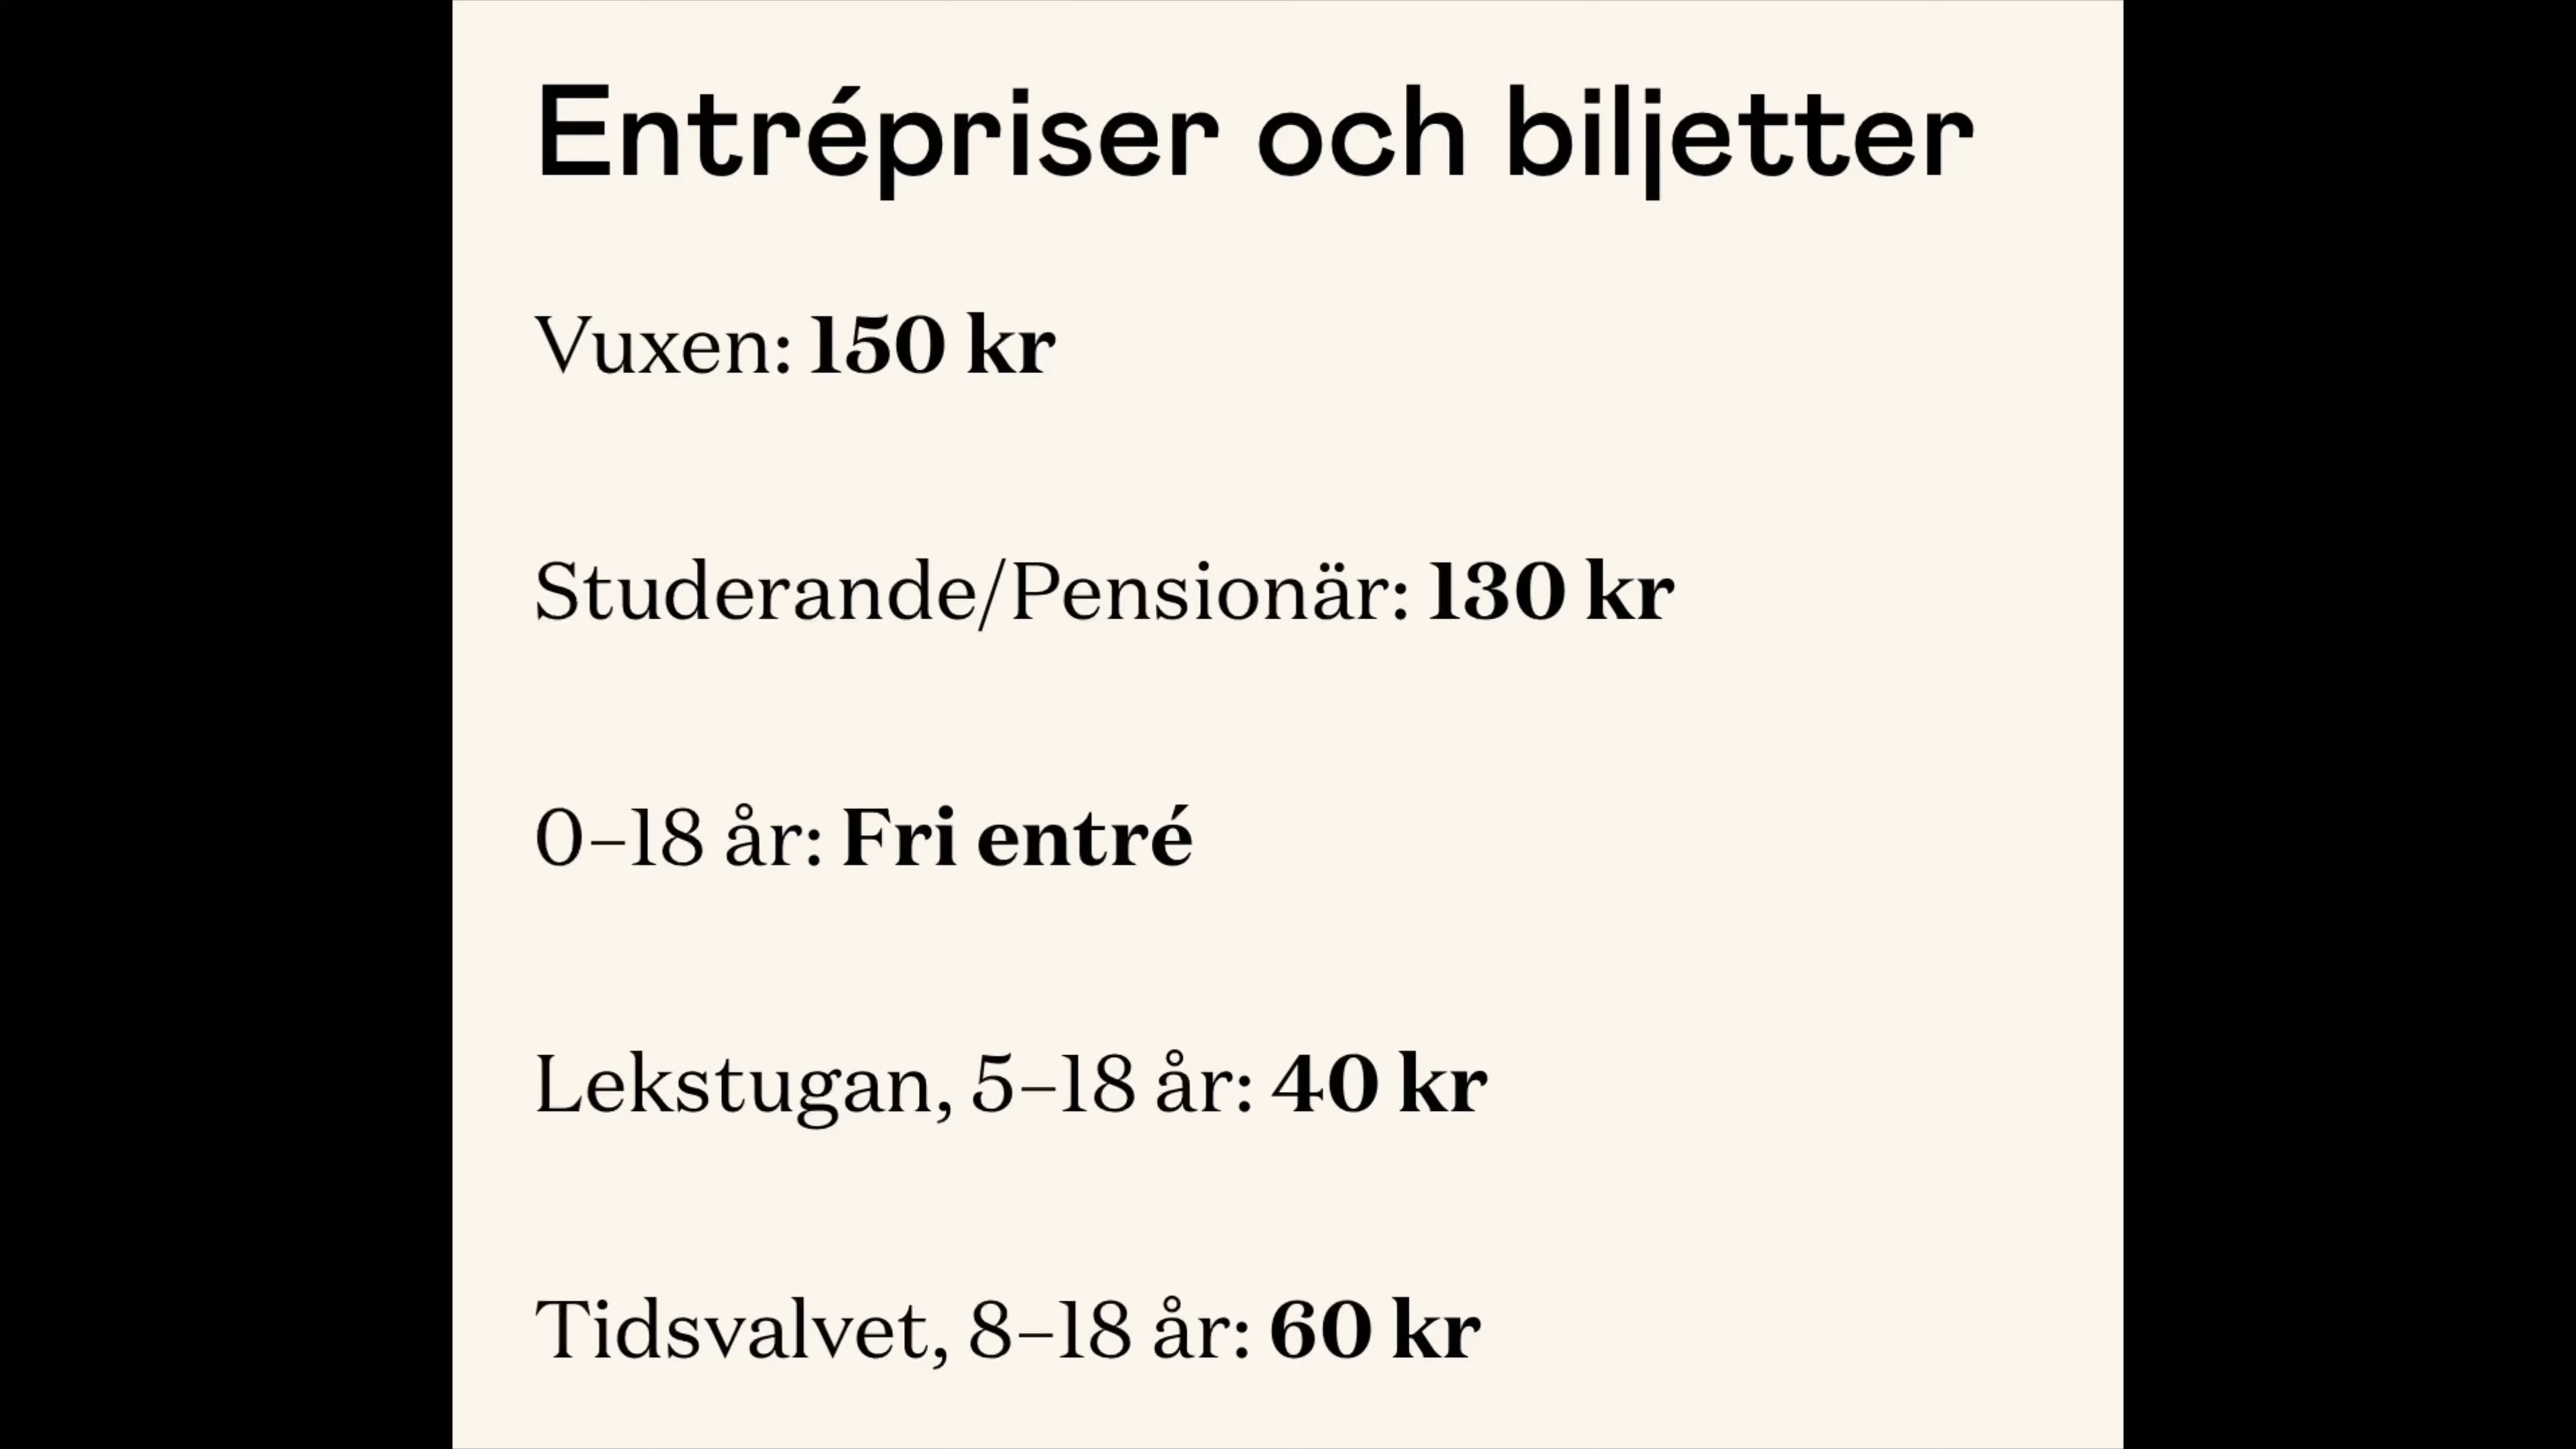 Entrépriser och biljetter
Vuxen: 150 kr
Studerande/Pensionär: 130 kr
0–18 år: Fri entré
Lekstugan, 5–18 år: 40 kr
Tidsvalvet, 8–18 år: 60 kr